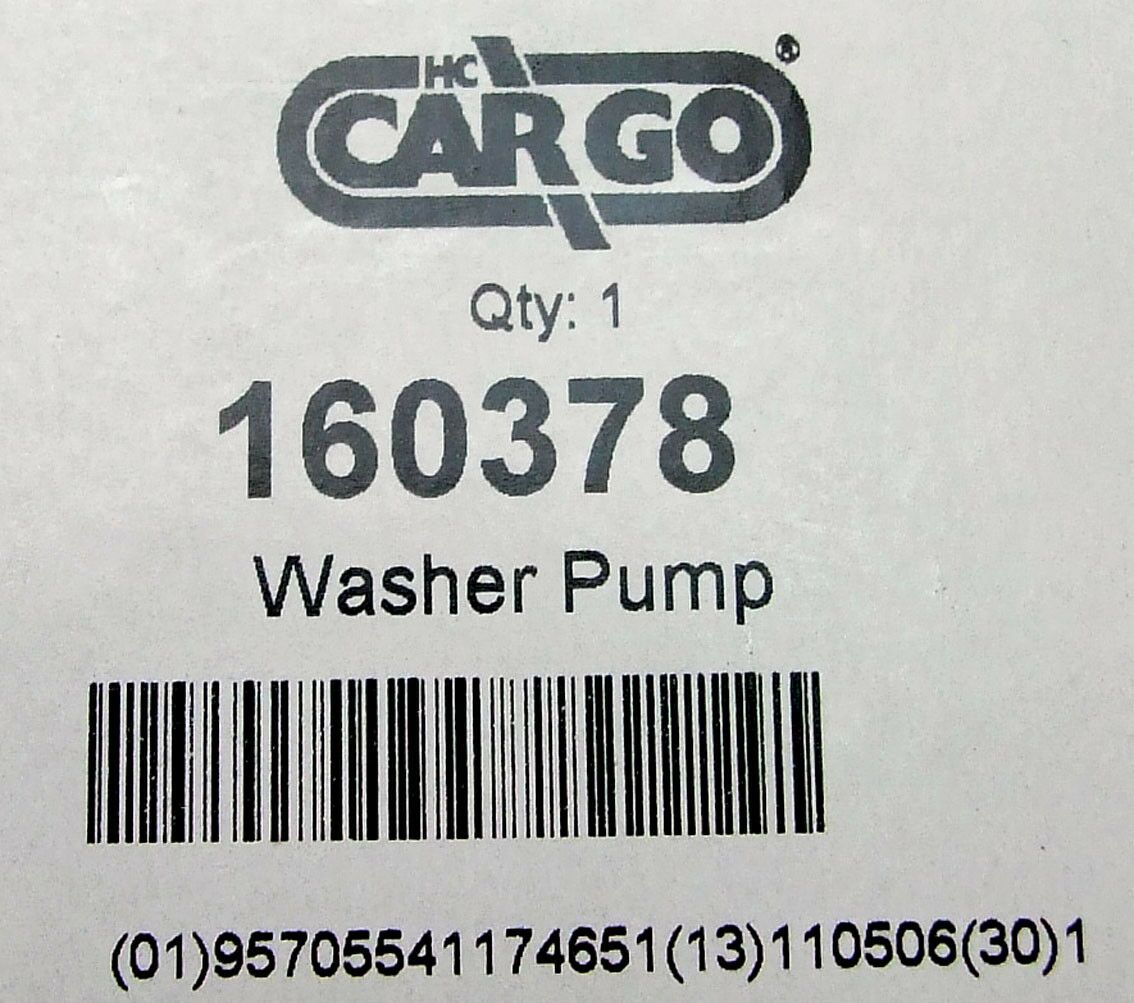 HC
CARGO®
Qty: 1
160378
Washer Pump
(01)95705541174651(13)110506(30)1